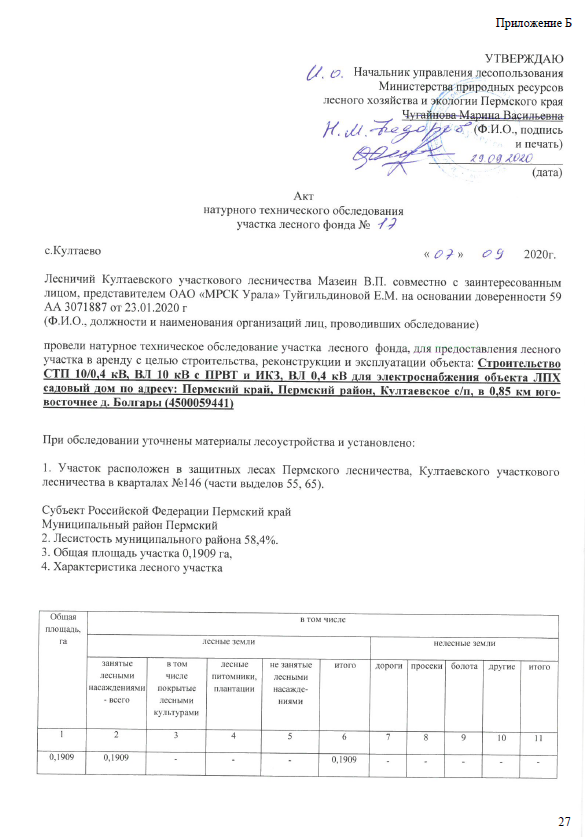 Приложение Б
УТВЕРЖДАЮ
И.о. Начальник управления лесопользования
Министерства природных ресурсов
лесного хозяйства и экологии Пермского края
Чугайнова Марина Васильевна
Н.М. (Ф.И.О., подпись
и печать)
29.09.2020
(дата)
Акт
натурного технического обследования
участка лесного фонда № 17
с.Култаево « 07 » 09 2020г.
Лесничий Култаевского участкового лесничества Мазеин В.П. совместно с заинтересованным
лицом, представителем ОАО «МРСК Урала» Туйгильдиновой Е.М. на основании доверенности 59
АА 3071887 от 23.01.2020 г
(Ф.И.О., должности и наименования организаций лиц, проводивших обследование)
провели натурное техническое обследование участка лесного фонда, для предоставления лесного
участка в аренду с целью строительства, реконструкции и эксплуатации объекта: Строительство
СТП 10/0,4 кВ, ВЛ 10 кВ с ПРВТ и ИКЗ, ВЛ 0,4 кВ для электроснабжения объекта ЛПХ
садовый дом по адресу: Пермский край, Пермский район, Култаевское с/п, в 0,85 км юго-
восточнее д. Болгары (4500059441)
При обследовании уточнены материалы лесоустройства и установлено:
1. Участок расположен в защитных лесах Пермского лесничества, Култаевского участкового
лесничества в кварталах №146 (части выделов 55, 65).
Субъект Российской Федерации Пермский край
Муниципальный район Пермский
2. Лесистость муниципального района 58,4%.
3. Общая площадь участка 0,1909 га,
4. Характеристика лесного участка
Общая площадь, га в том числе
лесные земли нелесные земли
занятые лесными насаждениями - всего в том числе покрытые лесными культурами лесные питомники, плантации не занятые лесными насажде-ниями итого дороги просеки болота другие итого
1 2 3 4 5 6 7 8 9 10 11
0,1909 0,1909 - - - 0,1909 - - - - -
27